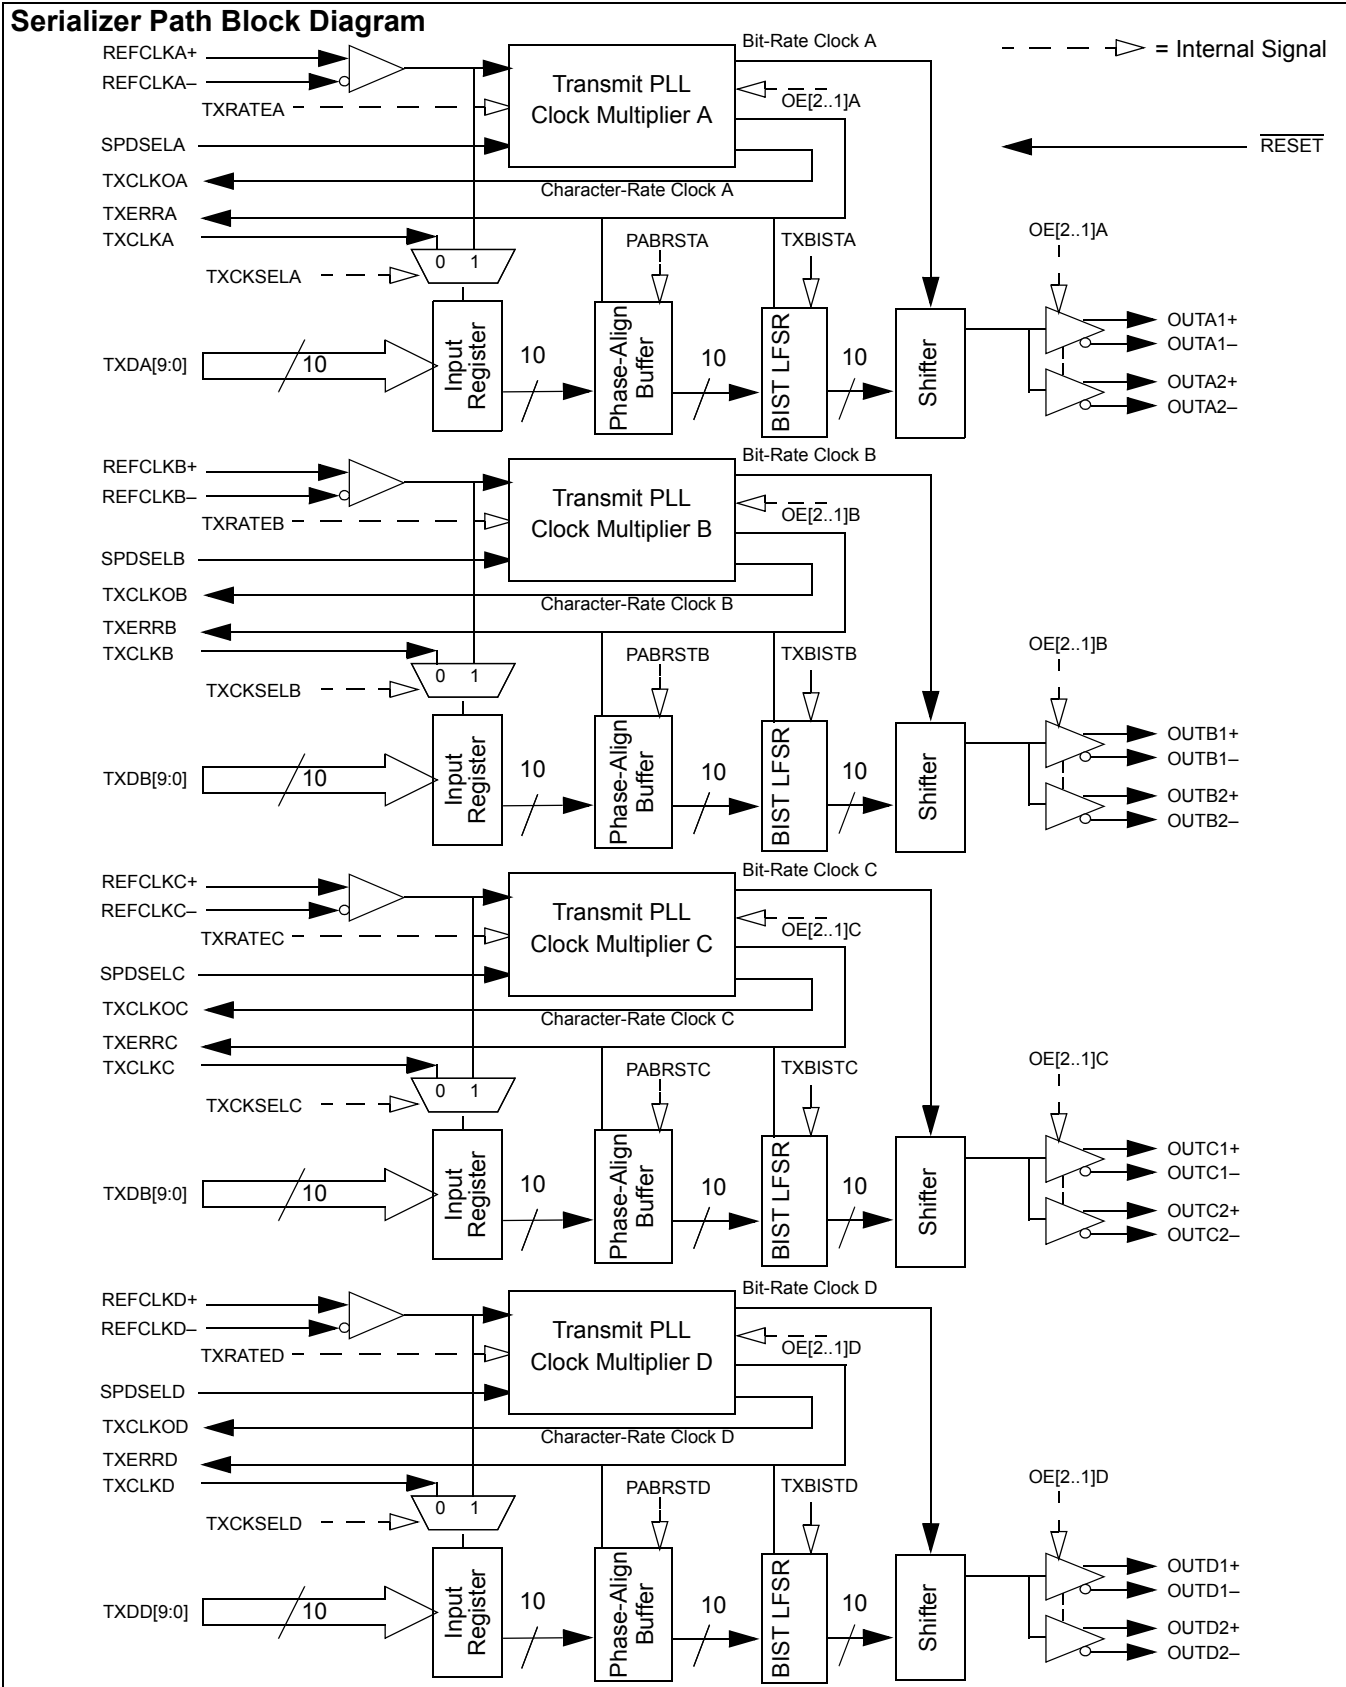 Serializer Path Block Diagram
= Internal Signal
RESET
REFCLKA+
REFCLKA–
TXRATEA
SPDSELA
TXCLKOA
TXERRA
TXCLKA
TXCKSELA
TXDA[9:0]
10
Transmit PLL
Clock Multiplier A
Bit-Rate Clock A
OE[2..1]A
Character-Rate Clock A
0 1
PABRSTA
TXBISTA
OE[2..1]A
Input
Register
10
Phase-Align
Buffer
10
BIST LFSR
10
Shifter
OUTA1+
OUTA1–
OUTA2+
OUTA2–
REFCLKB+
REFCLKB–
TXRATEB
SPDSELB
TXCLKOB
TXERRB
TXCLKB
TXCKSELB
TXDB[9:0]
10
Transmit PLL
Clock Multiplier B
Bit-Rate Clock B
OE[2..1]B
Character-Rate Clock B
0 1
PABRSTB
TXBISTB
OE[2..1]B
Input
Register
10
Phase-Align
Buffer
10
BIST LFSR
10
Shifter
OUTB1+
OUTB1–
OUTB2+
OUTB2–
REFCLKC+
REFCLKC–
TXRATEC
SPDSELC
TXCLKOC
TXERRC
TXCLKC
TXCKSELC
TXDB[9:0]
10
Transmit PLL
Clock Multiplier C
Bit-Rate Clock C
OE[2..1]C
Character-Rate Clock C
0 1
PABRSTC
TXBISTC
OE[2..1]C
Input
Register
10
Phase-Align
Buffer
10
BIST LFSR
10
Shifter
OUTC1+
OUTC1–
OUTC2+
OUTC2–
REFCLKD+
REFCLKD–
TXRATED
SPDSELD
TXCLKOD
TXERRD
TXCLKD
TXCKSELD
TXDD[9:0]
10
Transmit PLL
Clock Multiplier D
Bit-Rate Clock D
OE[2..1]D
Character-Rate Clock D
0 1
PABRSTD
TXBISTD
OE[2..1]D
Input
Register
10
Phase-Align
Buffer
10
BIST LFSR
10
Shifter
OUTD1+
OUTD1–
OUTD2+
OUTD2–